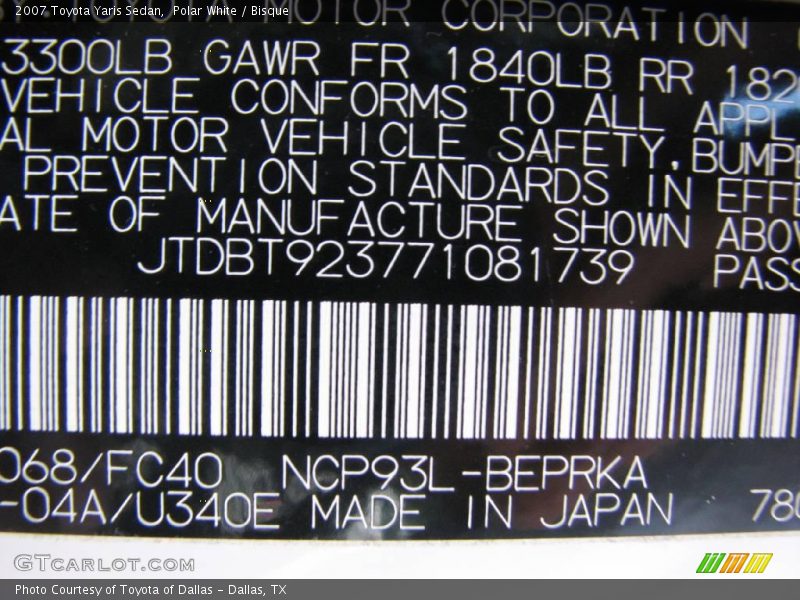 2007 Toyota Yaris Sedan,  Polar White / Bisque
MOTOR CORPORATION
3300LB GAWR FR 1840LB RR 182
VEHICLE CONFORMS TO ALL APPL
AL MOTOR VEHICLE SAFETY, BUMPE
PREVENTION STANDARDS IN EFFE
ATE OF MANUFACTURE SHOWN ABOV
JTDBT923771081739 PASS
068/FC40 NCP93L-BEPRKA
-04A/U340E MADE IN JAPAN 780
GTCARLOT.COM
Photo Courtesy of Toyota of Dallas - Dallas, TX